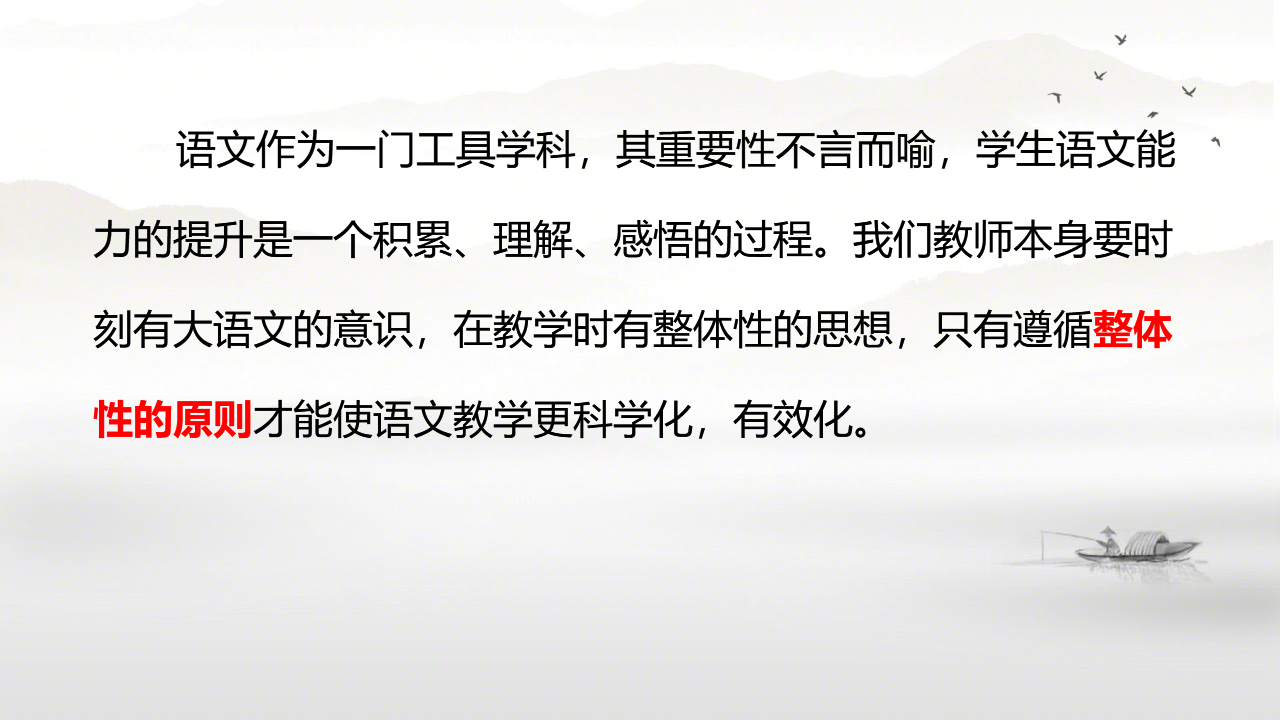 语文作为一门工具学科，其重要性不言而喻，学生语文能
力的提升是一个积累、理解、感悟的过程。我们教师本身要时
刻有大语文的意识，在教学时有整体性的思想，只有遵循整体
性的原则才能使语文教学更科学化，有效化。